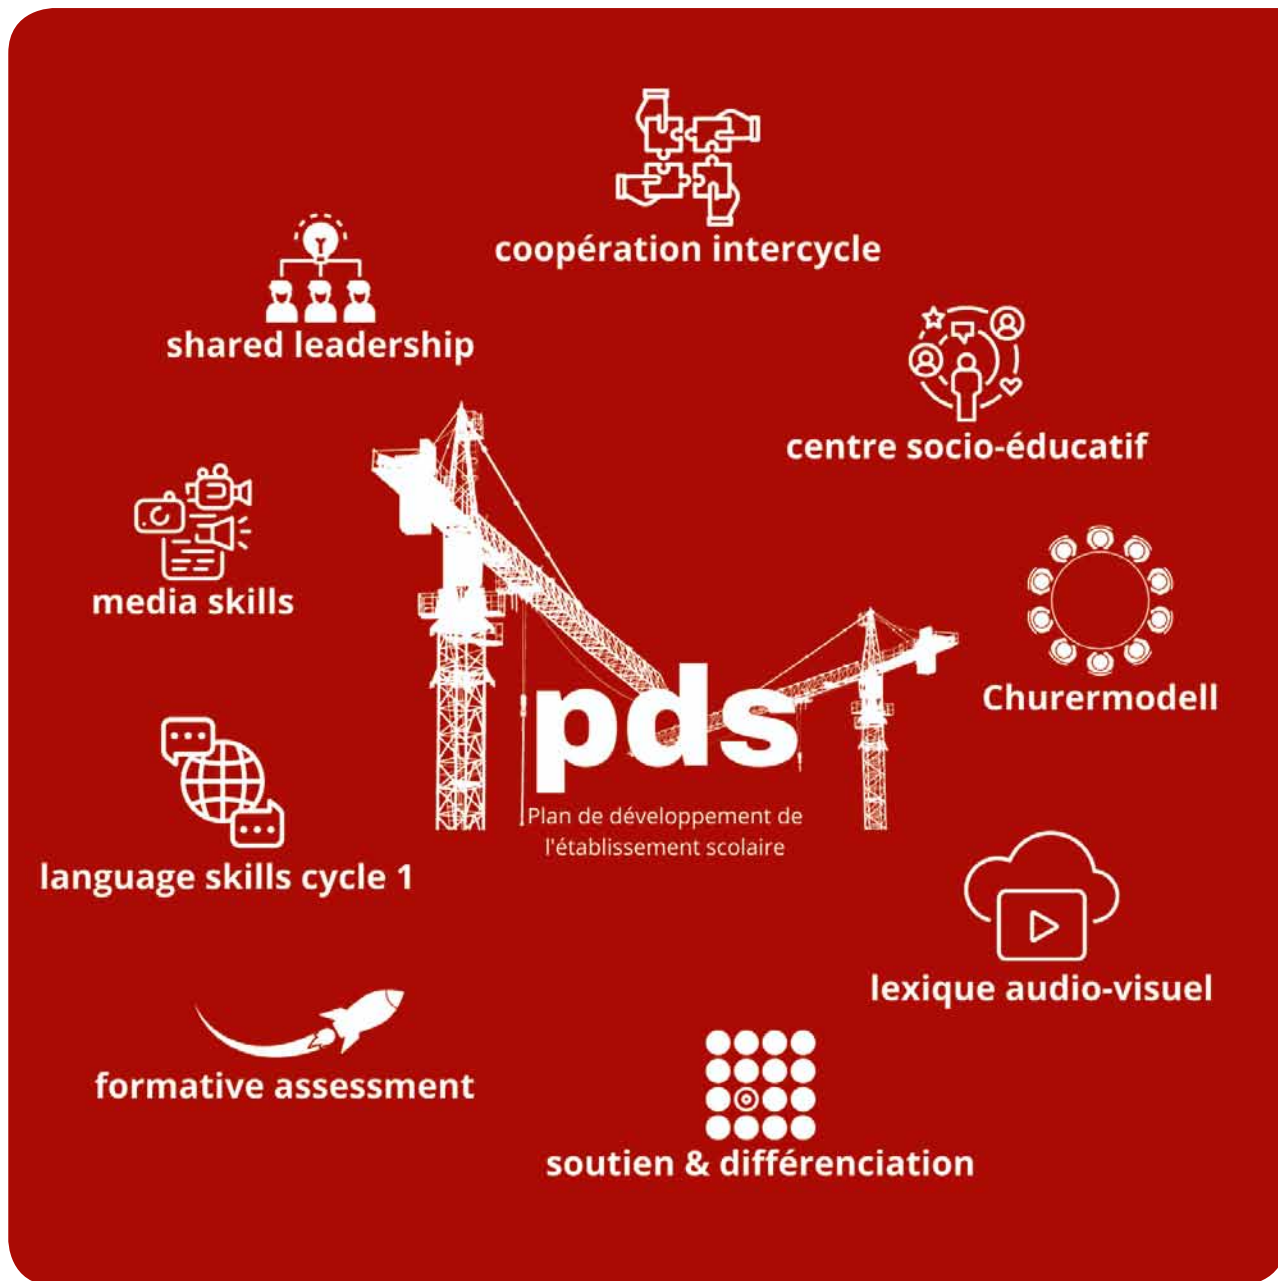 coopération intercycle
shared leadership
centre socio-éducatif
media skills
Churermodell
pds
Plan de développement de
l'établissement scolaire
language skills cycle 1
lexique audio-visuel
formative assessment
soutien & différenciation